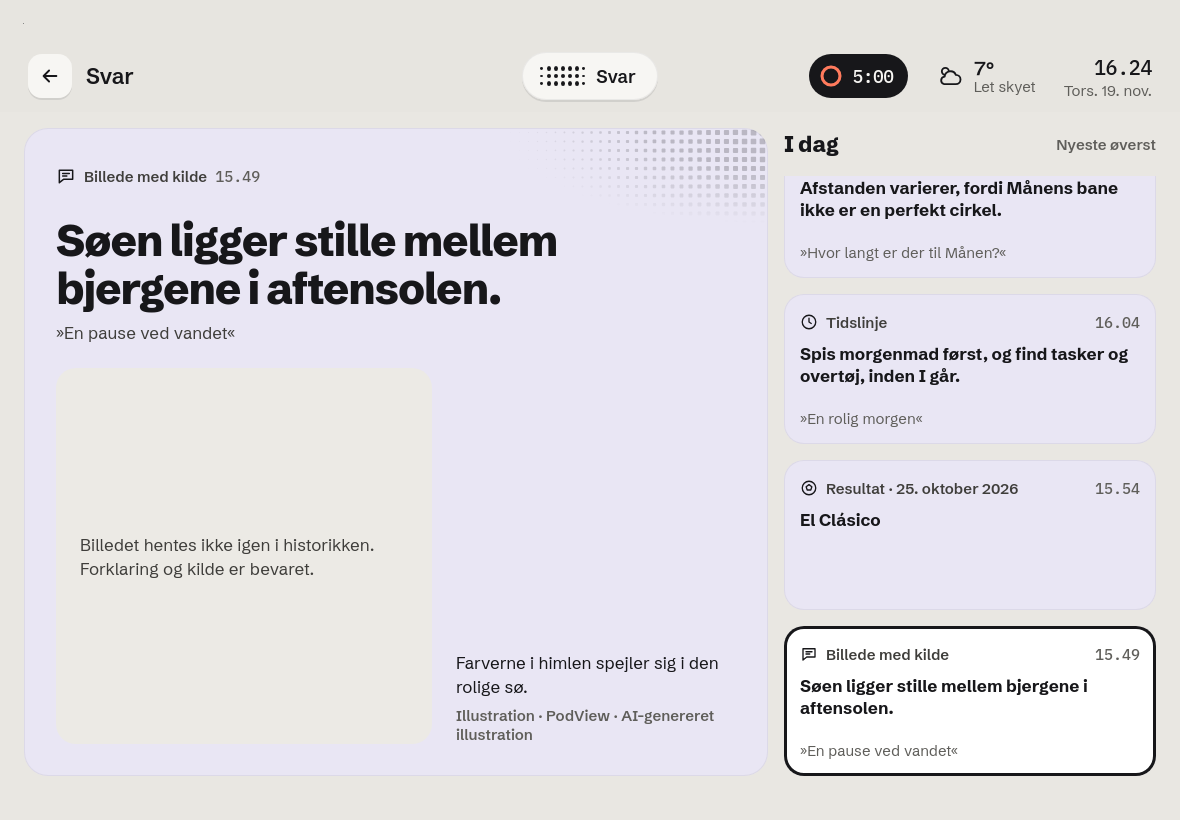 Svar
Svar
5:00
7°
Let skyet
16.24
Tors. 19. nov.
Billede med kilde 15.49
Søen ligger stille mellem
bjergene i aftensolen.
»En pause ved vandet«
Billedet hentes ikke igen i historikken.
Forklaring og kilde er bevaret.
Farverne i himlen spejler sig i den
rolige sø.
Illustration · PodView · AI-genereret
illustration
I dag
Nyeste øverst
Afstanden varierer, fordi Månens bane
ikke er en perfekt cirkel.
»Hvor langt er der til Månen?«
Tidslinje 16.04
Spis morgenmad først, og find tasker og
overtøj, inden I går.
»En rolig morgen«
Resultat · 25. oktober 2026 15.54
El Clásico
Billede med kilde 15.49
Søen ligger stille mellem bjergene i
aftensolen.
»En pause ved vandet«